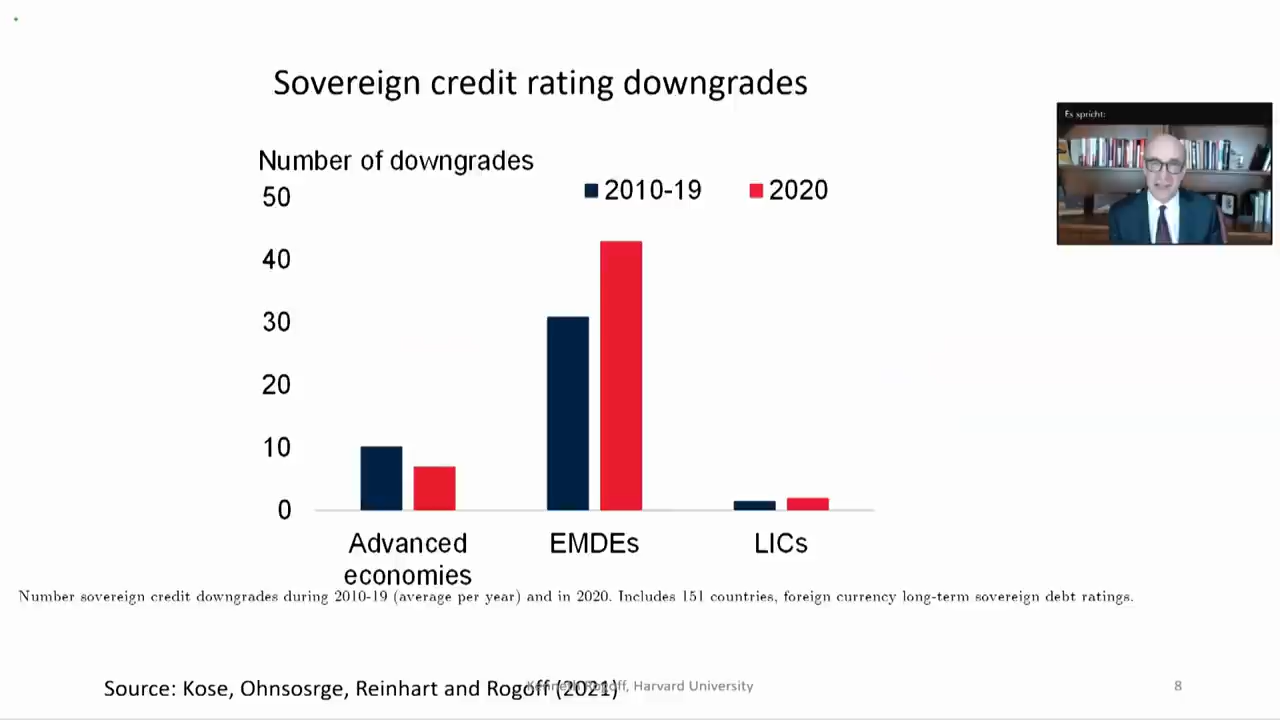 Sovereign credit rating downgrades
Es spricht:
Number of downgrades
2010-19 2020
50
40
30
20
10
0
Advanced
economies
EMDEs
LICs
Number sovereign credit downgrades during 2010-19 (average per year) and in 2020. Includes 151 countries, foreign currency long-term sovereign debt ratings.
Source: Kose, Ohnsosrge, Reinhart and Rogoff (2021)
Kenneth Rogoff, Harvard University
8